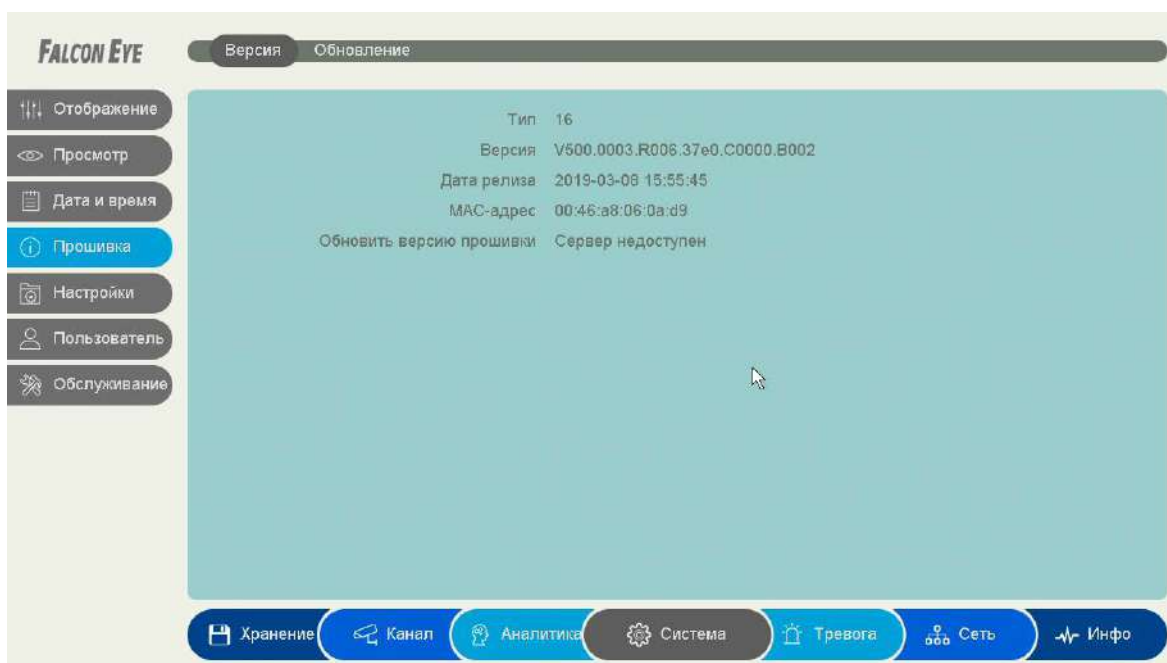 FALCON EYE
Версия Обновление
Отображение
Просмотр
Дата и время
Прошивка
Настройки
Пользователь
Обслуживание
Тип 16
Версия V500.0003.R006.37e0.C0000.B002
Дата релиза 2019-03-08 15:55:45
MAC-адрес 00:46:a8:06:0a:d9
Обновить версию прошивки Сервер недоступен
Хранение Канал Аналитика Система Тревога Сеть Инфо